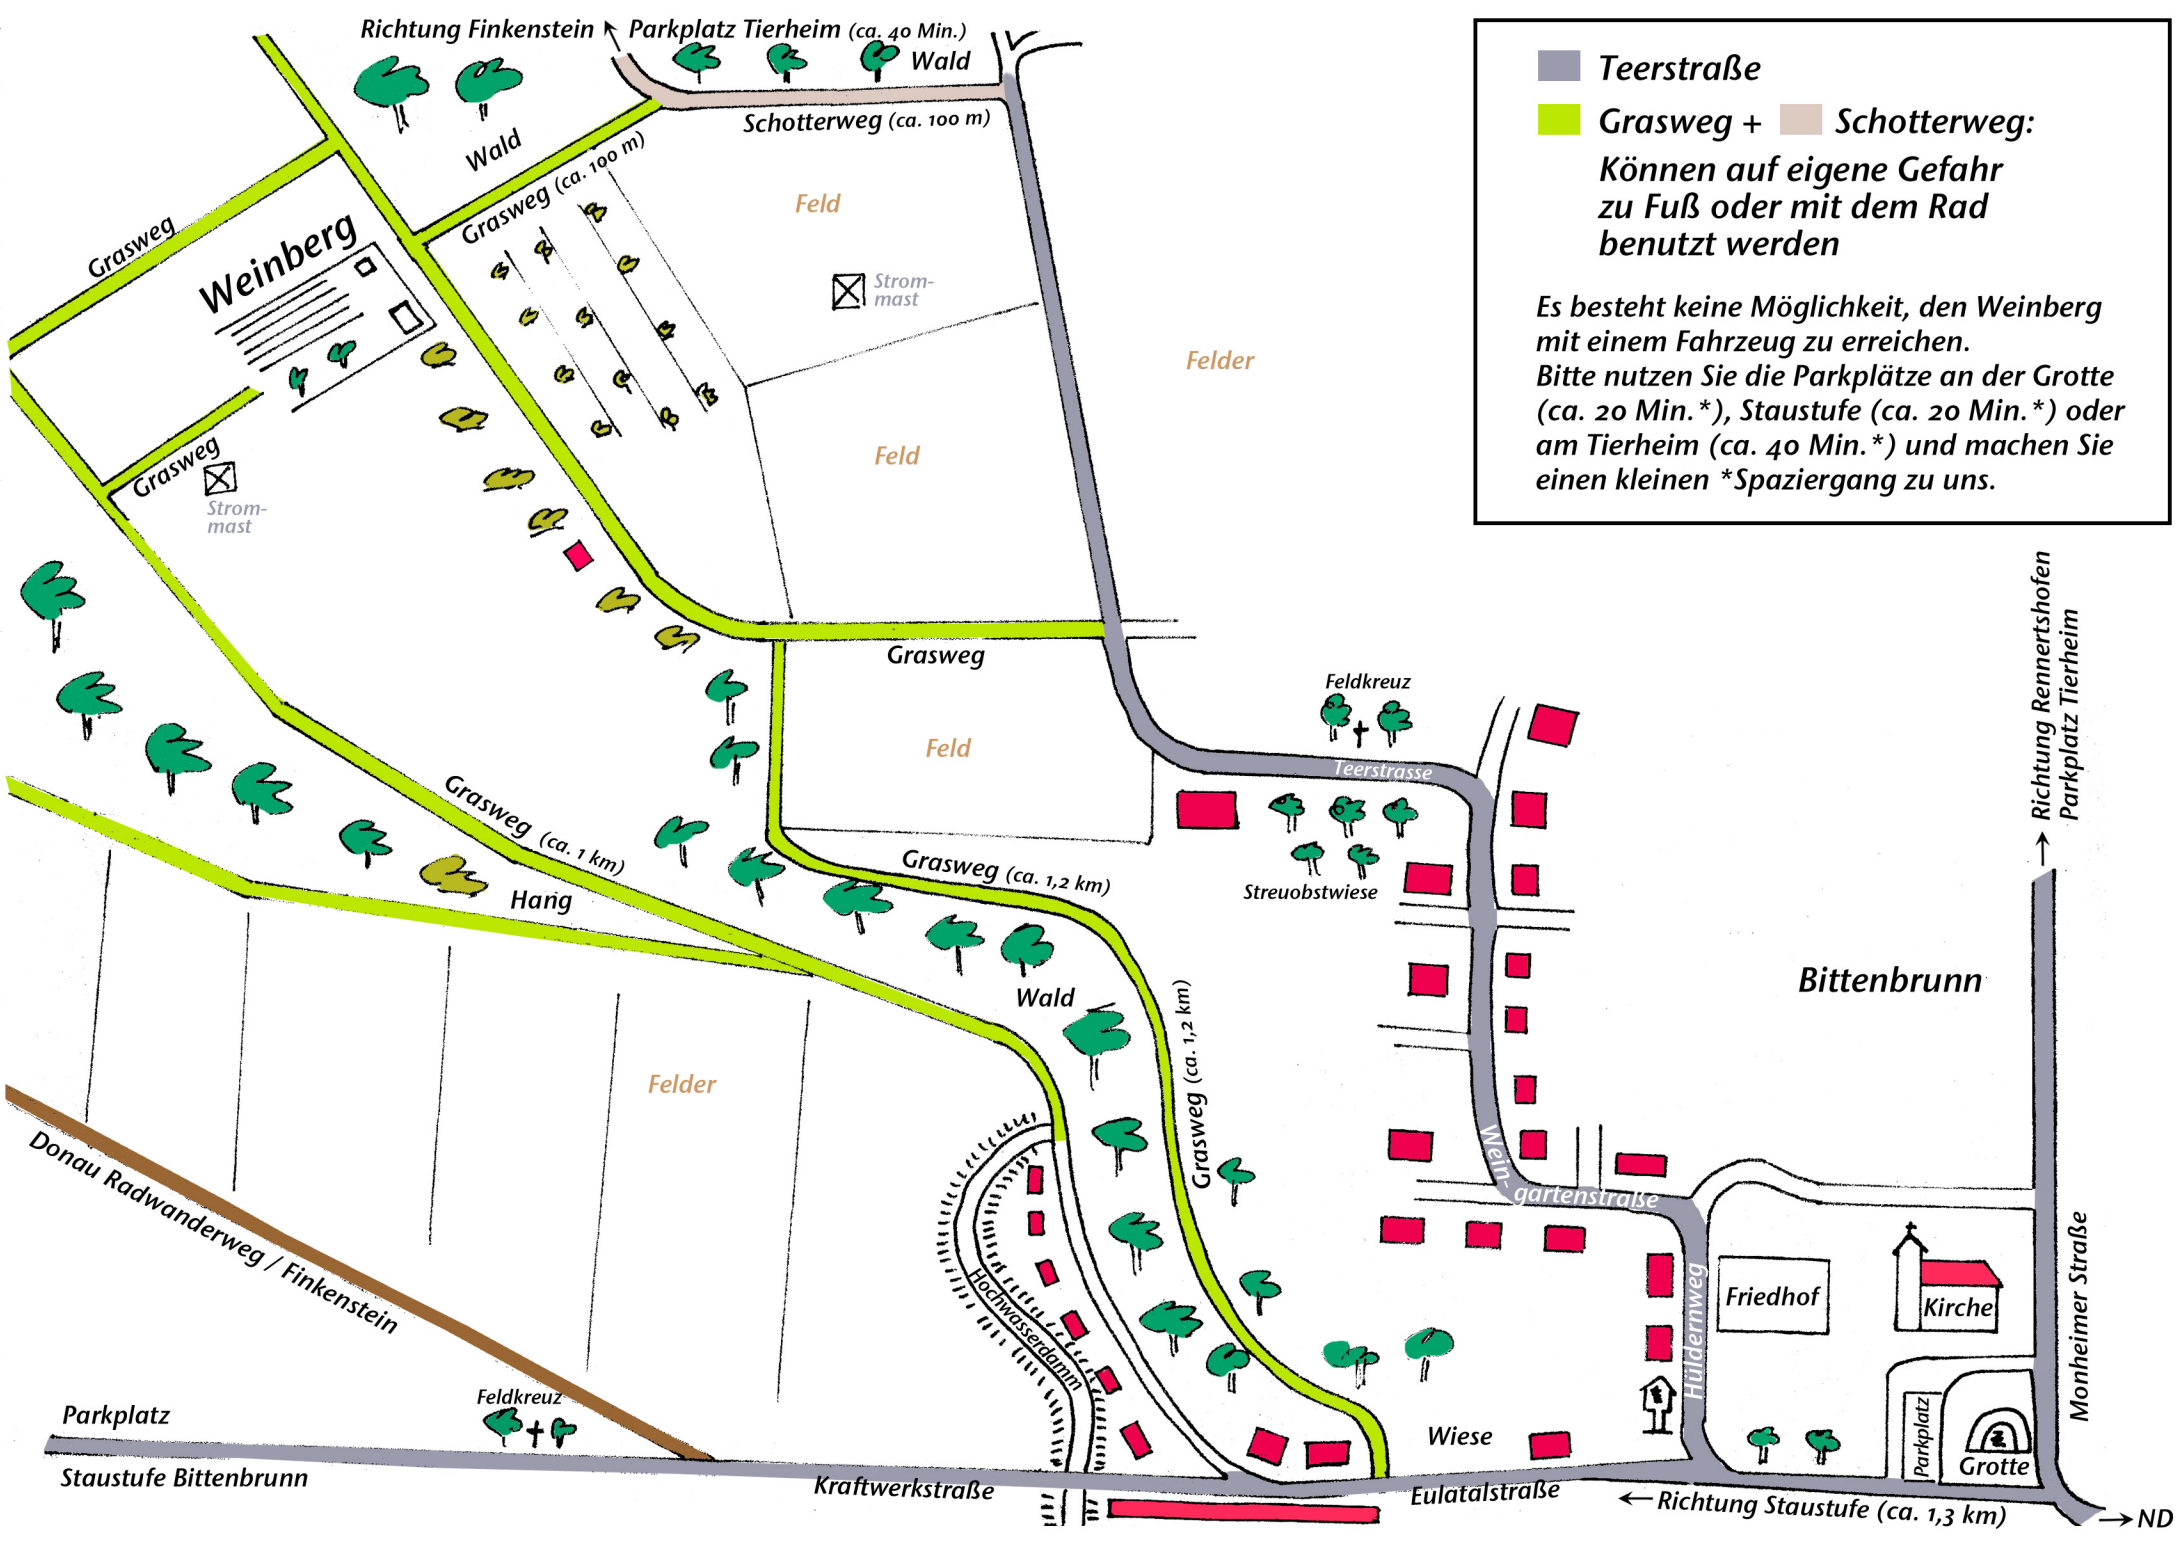 Richtung Finkenstein
Parkplatz Tierheim (ca. 40 Min.)
Wald
Schotterweg (ca. 100 m)
Wald
Grasweg (ca. 100 m)
Grasweg
Weinberg
Feld
Strom-
mast
Felder
Feld
Grasweg
Strom-
mast
Teerstraße
Grasweg + Schotterweg:
Können auf eigene Gefahr
zu Fuß oder mit dem Rad
benutzt werden
Es besteht keine Möglichkeit, den Weinberg
mit einem Fahrzeug zu erreichen.
Bitte nutzen Sie die Parkplätze an der Grotte
(ca. 20 Min.*), Staustufe (ca. 20 Min.*) oder
am Tierheim (ca. 40 Min.*) und machen Sie
einen kleinen *Spaziergang zu uns.
Grasweg
Feld
Feldkreuz
Teerstrasse
Streuobstwiese
Richtung Rennertshofen
Parkplatz Tierheim
Grasweg (ca. 1 km)
Hang
Grasweg (ca. 1,2 km)
Wald
Grasweg (ca. 1,2 km)
Bittenbrunn
Felder
Donau Radwanderweg / Finkenstein
Hochwasserdamm
Wein-
gartenstraße
Hüldernweg
Friedhof
Kirche
Monheimer Straße
Feldkreuz
Parkplatz
Staustufe Bittenbrunn
Kraftwerkstraße
Wiese
Eulatalstraße
Parkplatz
Grotte
Richtung Staustufe (ca. 1,3 km)
ND